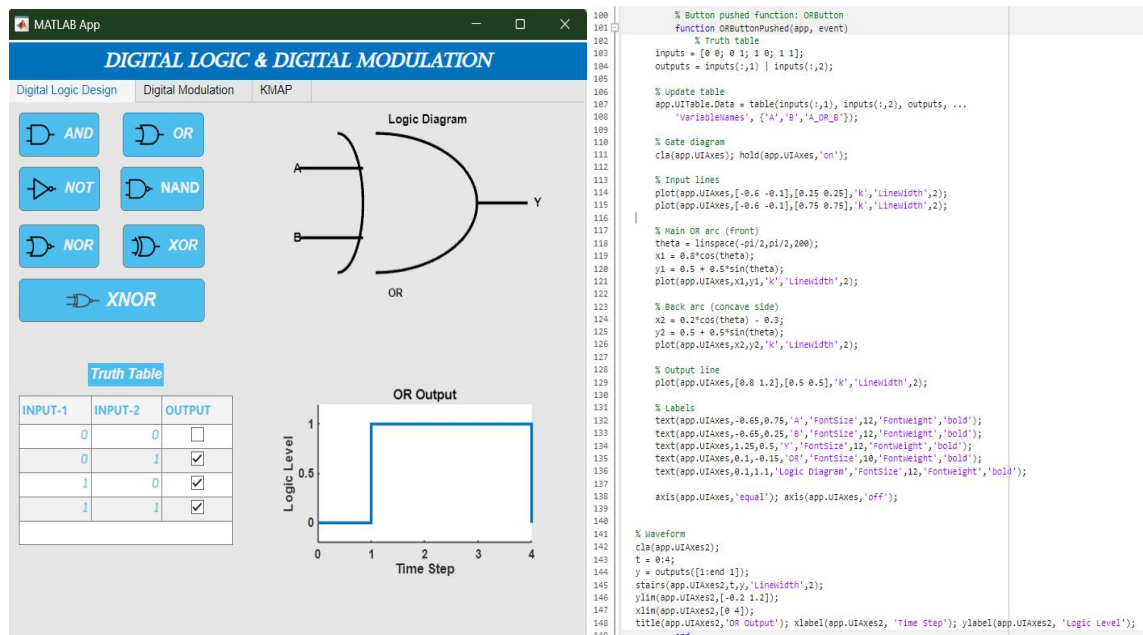 MATLAB App
DIGITAL LOGIC & DIGITAL MODULATION
Digital Logic Design Digital Modulation KMAP
AND OR
NOT NAND
NOR XOR
XNOR
Logic Diagram
A
B
Y
OR
Truth Table
INPUT-1 INPUT-2 OUTPUT
0 0
0 1
1 0
1 1
OR Output
Logic Level
1
0.5
0
0 1 2 3 4
Time Step
100 % Button pushed function: ORButton
101 function ORButtonPushed(app, event)
102 % Truth table
103 inputs = [0 0; 0 1; 1 0; 1 1];
104 outputs = inputs(:,1) | inputs(:,2);
105
106 % Update table
107 app.UITable.Data = table(inputs(:,1), inputs(:,2), outputs, ...
108 'VariableNames', {'A','B','A_OR_B'});
109
110 % Gate diagram
111 cla(app.UIAxes); hold(app.UIAxes,'on');
112
113 % Input lines
114 plot(app.UIAxes,[-0.6 -0.1],[0.25 0.25],'k','LineWidth',2);
115 plot(app.UIAxes,[-0.6 -0.1],[0.75 0.75],'k','LineWidth',2);
116
117 % Main OR arc (front)
118 theta = linspace(-pi/2,pi/2,200);
119 x1 = 0.8*cos(theta);
120 y1 = 0.5 + 0.5*sin(theta);
121 plot(app.UIAxes,x1,y1,'k','LineWidth',2);
122
123 % Back arc (concave side)
124 x2 = 0.2*cos(theta) - 0.3;
125 y2 = 0.5 + 0.5*sin(theta);
126 plot(app.UIAxes,x2,y2,'k','LineWidth',2);
127
128 % Output line
129 plot(app.UIAxes,[0.8 1.2],[0.5 0.5],'k','LineWidth',2);
130
131 % Labels
132 text(app.UIAxes,-0.65,0.75,'A','FontSize',12,'FontWeight','bold');
133 text(app.UIAxes,-0.65,0.25,'B','FontSize',12,'FontWeight','bold');
134 text(app.UIAxes,1.25,0.5,'Y','FontSize',12,'FontWeight','bold');
135 text(app.UIAxes,0.1,-0.15,'OR','FontSize',10,'FontWeight','bold');
136 text(app.UIAxes,0.1,1.1,'Logic Diagram','FontSize',12,'FontWeight','bold');
137
138 axis(app.UIAxes,'equal'); axis(app.UIAxes,'off');
139
140
141 % Waveform
142 cla(app.UIAxes2);
143 t = 0:4;
144 y = outputs([1:end 1]);
145 stairs(app.UIAxes2,t,y,'LineWidth',2);
146 ylim(app.UIAxes2,[-0.2 1.2]);
147 xlim(app.UIAxes2,[0 4]);
148 title(app.UIAxes2,'OR Output'); xlabel(app.UIAxes2, 'Time Step'); ylabel(app.UIAxes2, 'Logic Level');